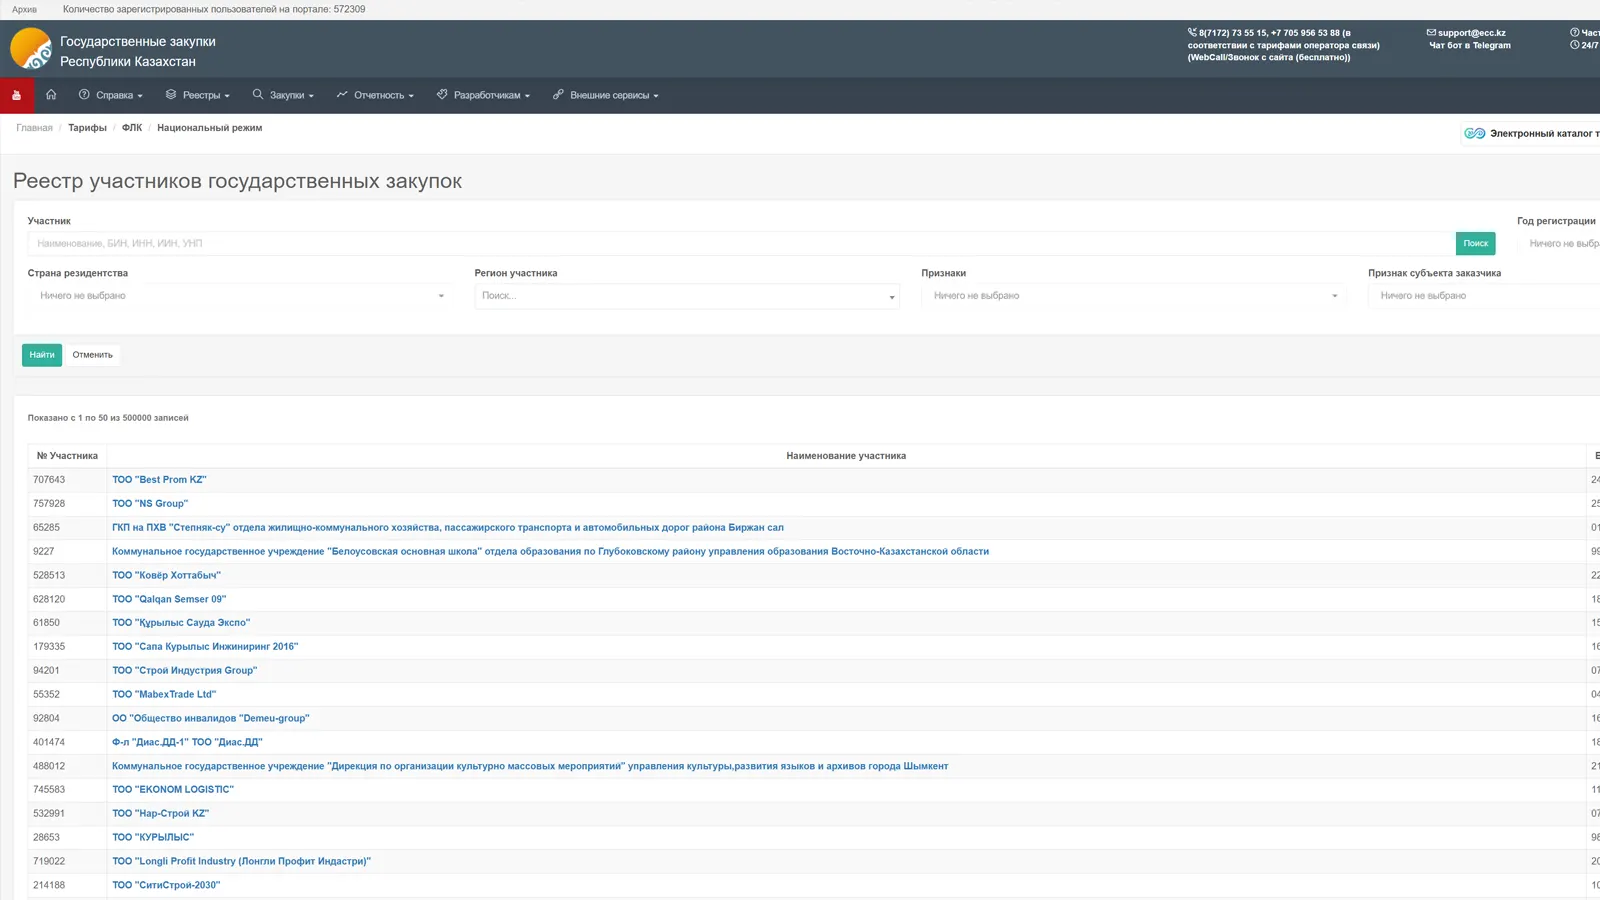 Архив Количество зарегистрированных пользователей на портале: 572309
Государственные закупки
Республики Казахстан
8(7172) 73 55 15, +7 705 956 53 88 (в
соответствии с тарифами оператора связи)
(WebCall/Звонок с сайта (бесплатно))
support@ecc.kz
Чат бот в Telegram
24/7
Справка Реестры Закупки Отчетность Разработчикам Внешние сервисы
Главная / Тарифы / ФЛК / Национальный режим
Электронный каталог т
Реестр участников государственных закупок
Участник
Год регистрации
Наименование, БИН, ИНН, ИИН, УНП
Поиск
Ничего не выбр
Страна резидентства
Регион участника
Признаки
Признак субъекта заказчика
Ничего не выбрано
Поиск...
Ничего не выбрано
Ничего не выбрано
Найти Отменить
Показано с 1 по 50 из 500000 записей
№ Участника Наименование участника
707643 ТОО "Best Prom KZ" 24
757928 ТОО "NS Group" 25
65285 ГКП на ПХВ "Степняк-су" отдела жилищно-коммунального хозяйства, пассажирского транспорта и автомобильных дорог района Биржан сал 01
9227 Коммунальное государственное учреждение "Белоусовская основная школа" отдела образования по Глубоковскому району управления образования Восточно-Казахстанской области 99
528513 ТОО "Ковёр Хоттабыч" 22
628120 ТОО "Qalqan Semser 09" 18
61850 ТОО "Құрылыс Сауда Экспо" 15
179335 ТОО "Сапа Курылыс Инжиниринг 2016" 16
94201 ТОО "Строй Индустрия Group" 07
55352 ТОО "MabexTrade Ltd" 04
92804 ОО "Общество инвалидов "Demeu-group" 16
401474 Ф-л "Диас.ДД-1" ТОО "Диас.ДД" 18
488012 Коммунальное государственное учреждение "Дирекция по организации культурно массовых мероприятий" управления культуры,развития языков и архивов города Шымкент 21
745583 ТОО "EKONOM LOGISTIC" 11
532991 ТОО "Нар-Строй KZ" 07
28653 ТОО "КУРЫЛЫС" 98
719022 ТОО "Longli Profit Industry (Лонгли Профит Индастри)" 20
214188 ТОО "СитиСтрой-2030" 10